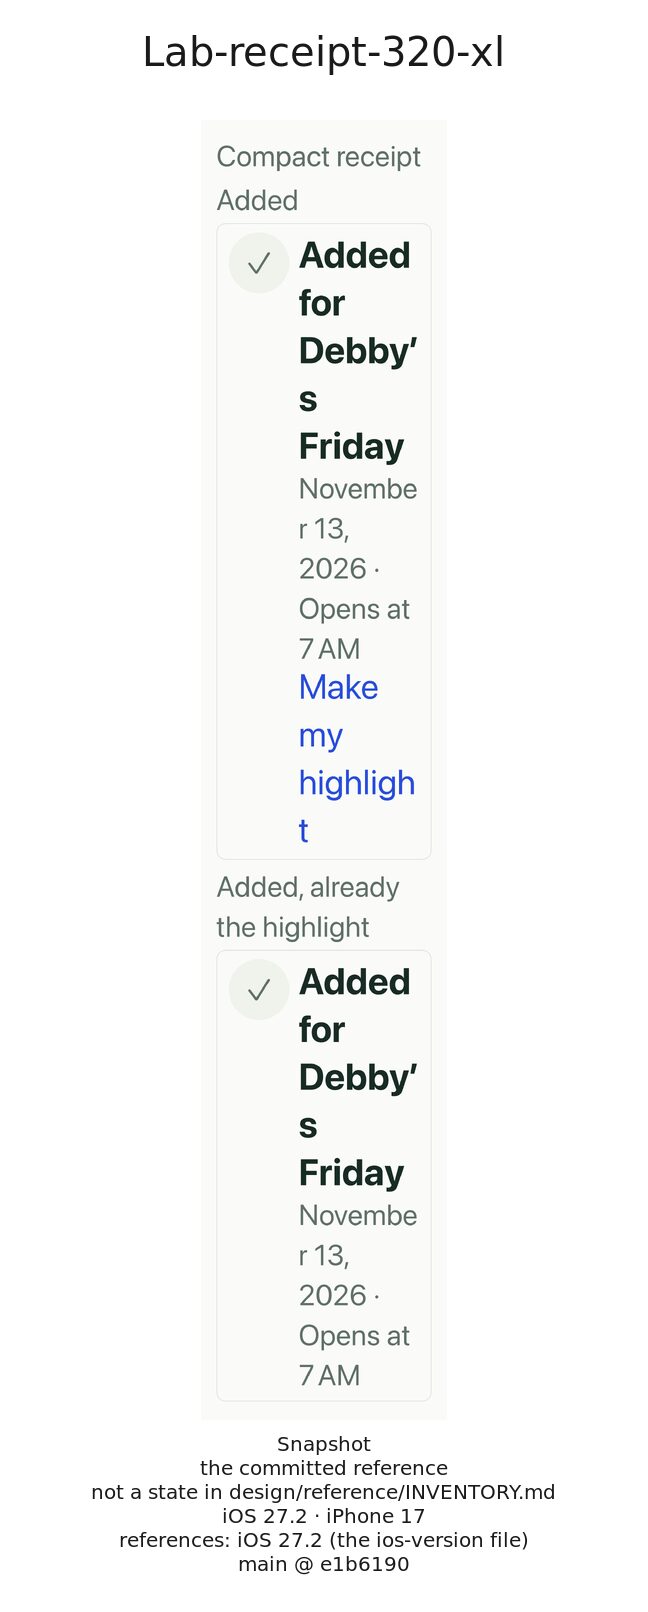 Lab-receipt-320-xl
Compact receipt
Added
Added
for
Debby’
s
Friday
Novembe
r 13,
2026 ·
Opens at
7 AM
Make
my
highligh
t
Added, already
the highlight
Added
for
Debby’
s
Friday
Novembe
r 13,
2026 ·
Opens at
7 AM
Snapshot
the committed reference
not a state in design/reference/INVENTORY.md
iOS 27.2 · iPhone 17
references: iOS 27.2 (the ios-version file)
main @ e1b6190